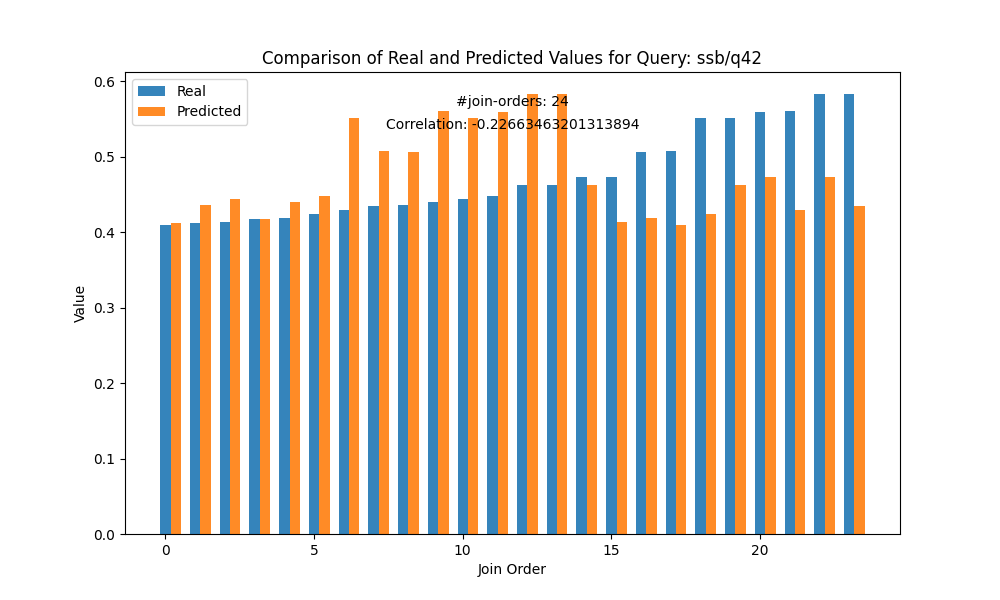 Comparison of Real and Predicted Values for Query: ssb/q42
Real
Predicted
#join-orders: 24
Correlation: -0.22663463201313894
0.6
0.5
0.4
0.3
0.2
0.1
0.0
Value
0 5 10 15 20
Join Order